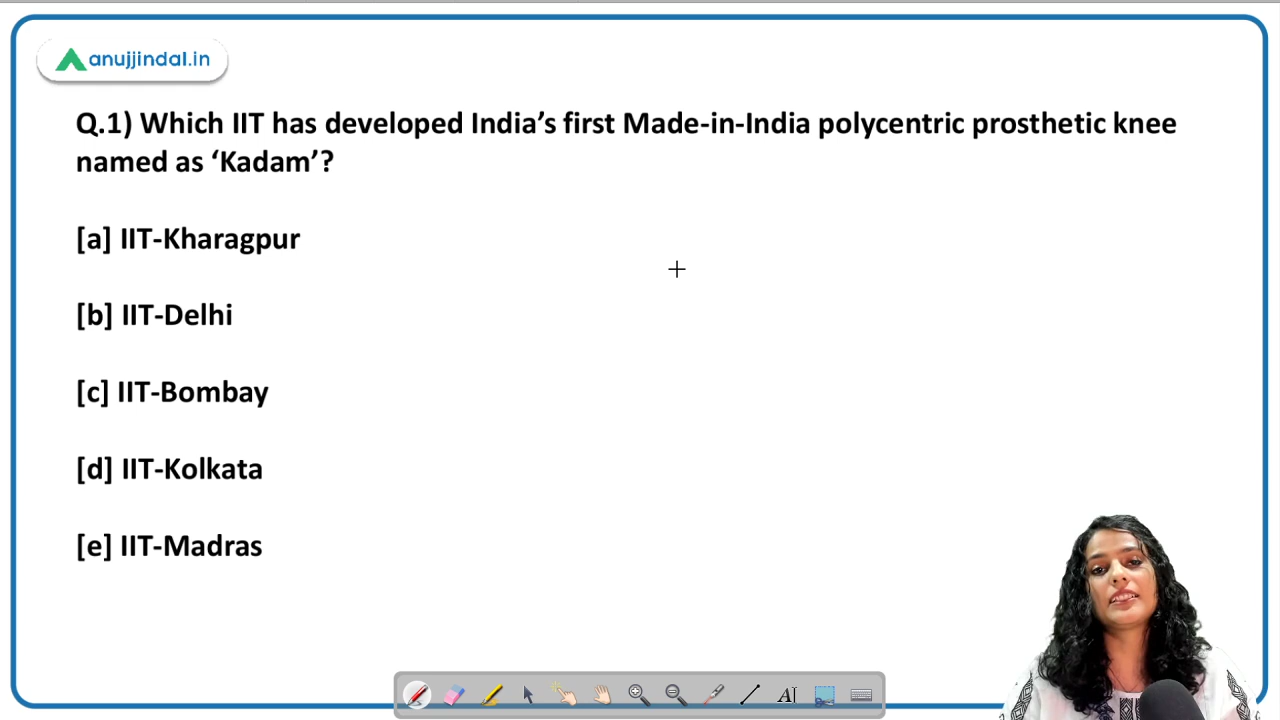 anujjindal.in
Q.1) Which IIT has developed India’s first Made-in-India polycentric prosthetic knee
named as ‘Kadam’?
[a] IIT-Kharagpur
[b] IIT-Delhi
[c] IIT-Bombay
[d] IIT-Kolkata
[e] IIT-Madras